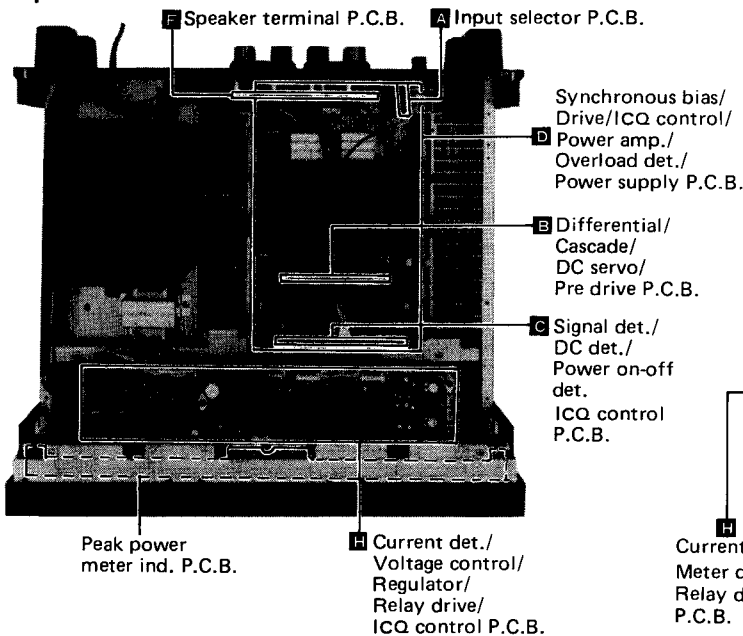 F Speaker terminal P.C.B.
A Input selector P.C.B.
Synchronous bias/
Drive/ICQ control/
D Power amp./
Overload det./
Power supply P.C.B.
B Differential/
Cascade/
DC servo/
Pre drive P.C.B.
C Signal det./
DC det./
Power on-off
det.
ICQ control
P.C.B.
Peak power
meter ind. P.C.B.
H Current det./
Voltage control/
Regulator/
Relay drive/
ICQ control P.C.B.
H
Current
Meter
Relay
P.C.B.